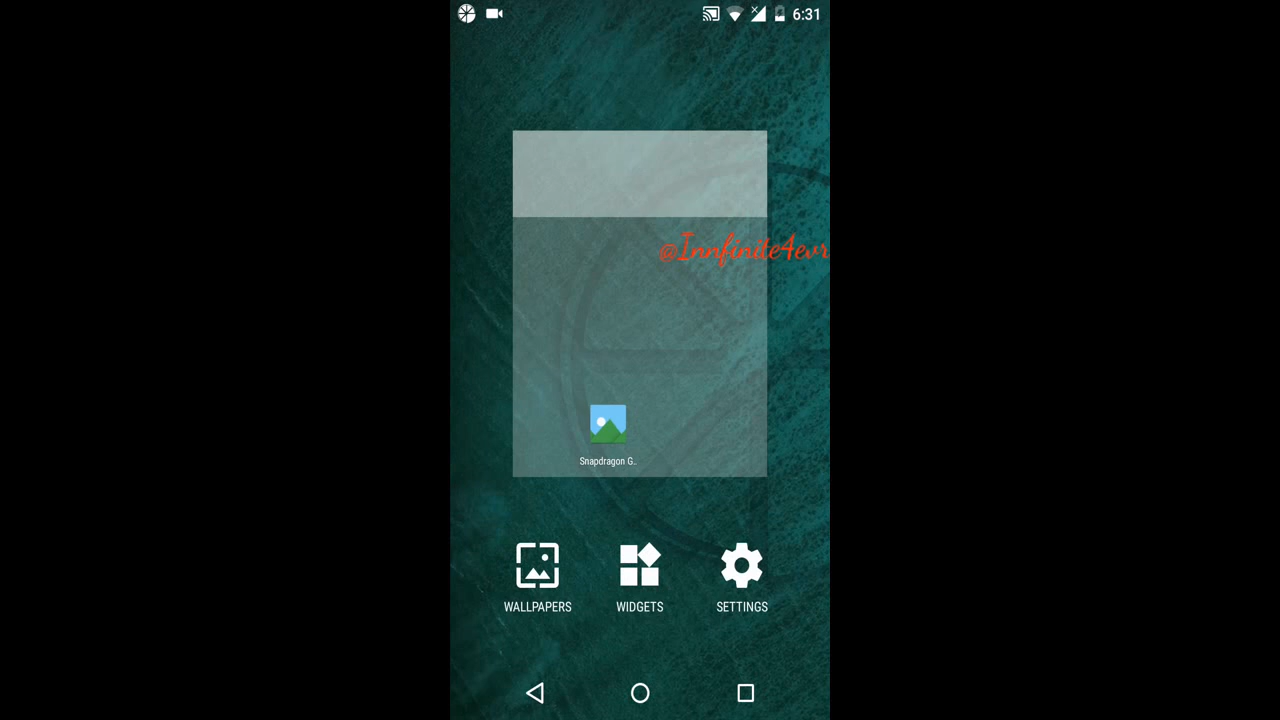 6:31
@Innfinite4evr
Snapdragon G..
WALLPAPERS
WIDGETS
SETTINGS